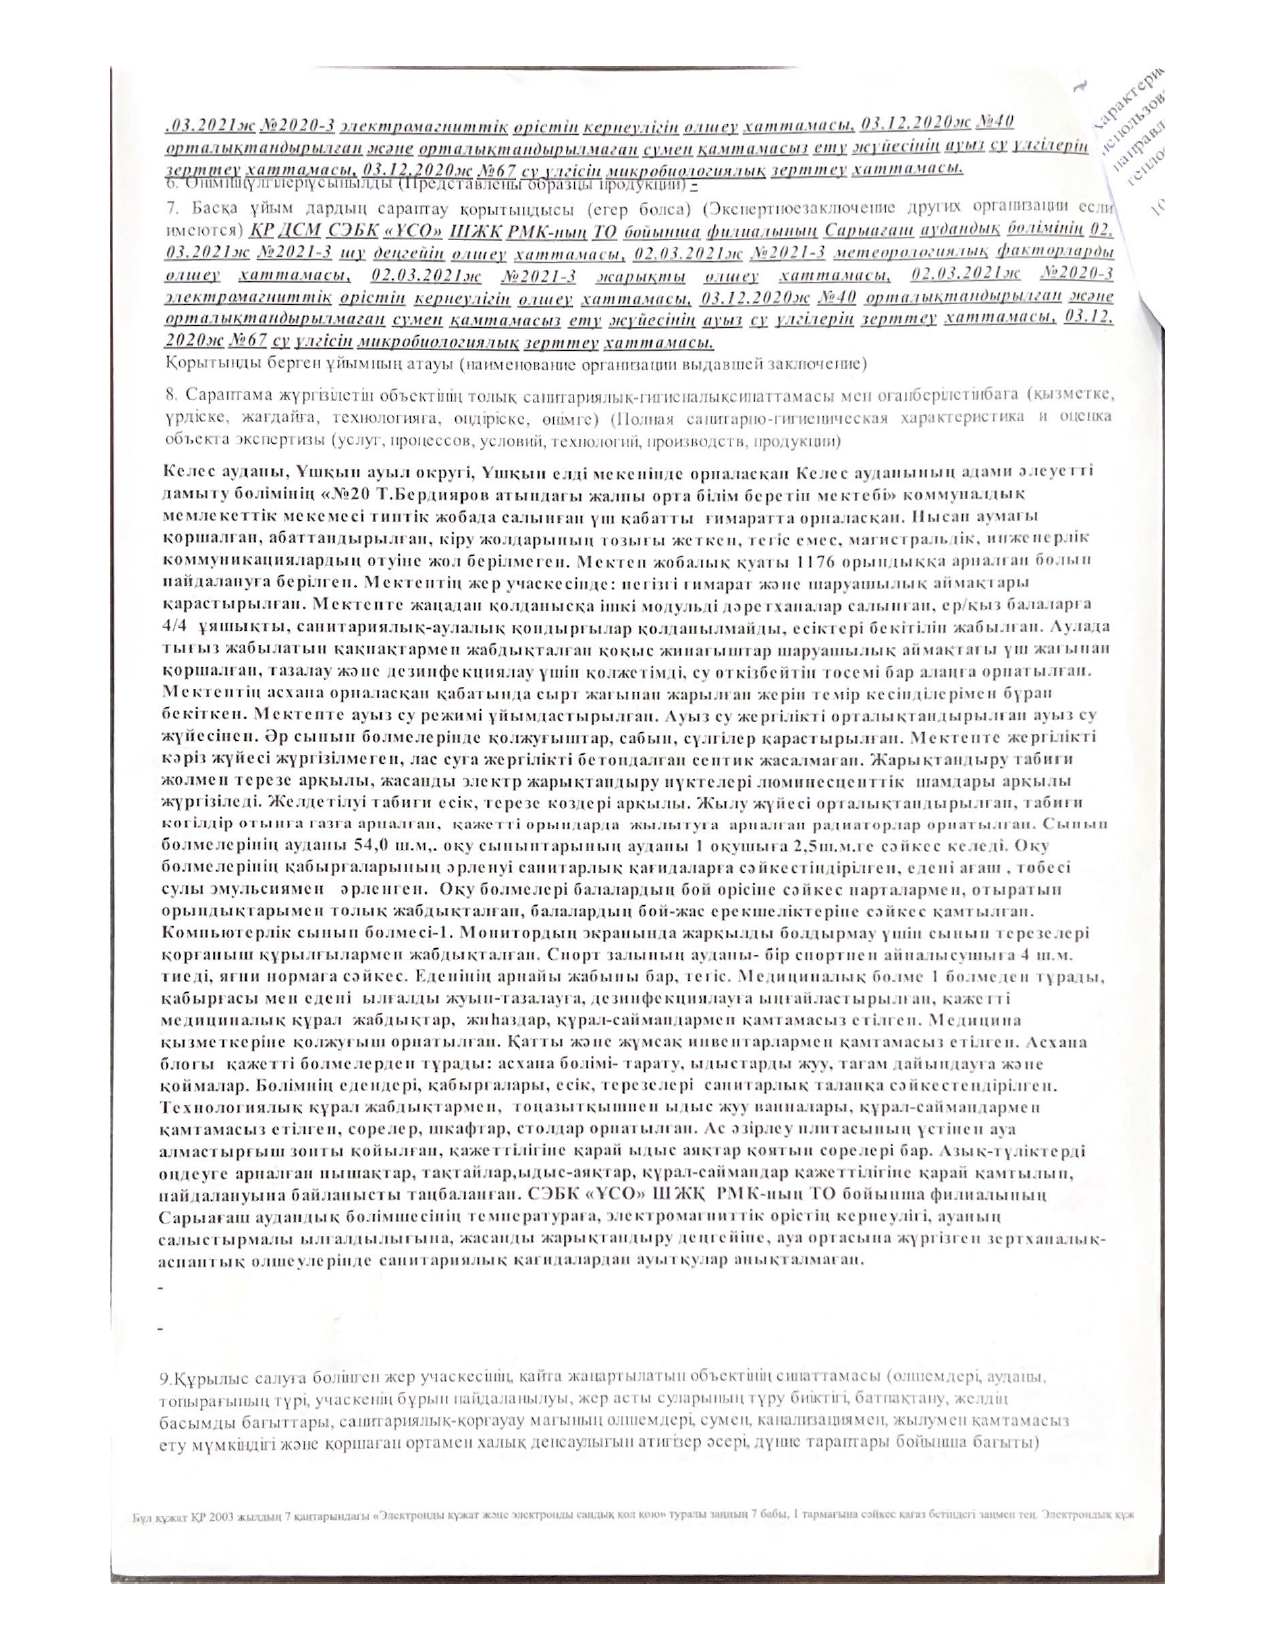 .03.2021ж №2020-3 электромагниттік өрістің кернеулігін өлшеу хаттамасы, 03.12.2020ж №40
орталықтандырылған және орталықтандырылмаған сумен қамтамасыз ету жүйесінің ауыз су үлгілерін
зерттеу хаттамасы, 03.12.2020ж №67 су үлгісін микробиологиялық зерттеу хаттамасы.
6. Өнімніңүлгілеріұсынылды (Представлены образцы продукции) -
7. Басқа ұйым дардың сараптау қорытындысы (егер болса) (Экспертноезаключение других организации если
имеются) ҚР ДСМ СЭБК «ҰСО» ШЖҚ РМК-ның ТО бойынша филиалының Сарыағаш аудандық бөлімінің 02.
03.2021ж №2021-3 шу деңгейін өлшеу хаттамасы, 02.03.2021ж №2021-3 метеорологиялық факторларды
өлшеу хаттамасы, 02.03.2021ж №2021-3 жарықты өлшеу хаттамасы, 02.03.2021ж №2020-3
электромагниттік өрістің кернеулігін өлшеу хаттамасы, 03.12.2020ж №40 орталықтандырылған және
орталықтандырылмаған сумен қамтамасыз ету жүйесінің ауыз су үлгілерін зерттеу хаттамасы, 03.12.
2020ж №67 су үлгісін микробиологиялық зерттеу хаттамасы.
Қорытынды берген ұйымның атауы (наименование организации выдавшей заключение)
8. Сараптама жүргізілетін объектінің толық санитариялық-гигиеналықсипаттамасы мен оғанберілетінбаға (қызметке,
үрдіске, жағдайға, технологияға, өндіріске, өнімге) (Полная санитарно-гигиеническая характеристика и оценка
объекта экспертизы (услуг, процессов, условий, технологий, производств, продукции)
Келес ауданы, Ұшқын ауыл округі, Ұшқын елді мекенінде орналасқан Келес ауданының адами әлеуетті
дамыту бөлімінің «№20 Т.Бердияров атындағы жалпы орта білім беретін мектебі» коммуналдық
мемлекеттік мекемесі типтік жобада салынған үш қабатты ғимаратта орналасқан. Нысан аумағы
қоршалған, абаттандырылған, кіру жолдарының тозығы жеткен, тегіс емес, магистральдік, инженерлік
коммуникациялардың өтуіне жол берілмеген. Мектеп жобалық қуаты 1176 орындыққа арналған болып
пайдалануға берілген. Мектептің жер учаскесінде: негізгі ғимарат және шаруашылық аймақтары
қарастырылған. Мектепте жаңадан қолданысқа ішкі модульді дәретханалар салынған, ер/қыз балаларға
4/4 ұяшықты, санитариялық-аулалық қондырғылар қолданылмайды, есіктері бекітіліп жабылған. Аулада
тығыз жабылатын қақпақтармен жабдықталған қоқыс жинағыштар шаруашылық аймақтағы үш жағынан
қоршалған, тазалау және дезинфекциялау үшін қолжетімді, су өткізбейтін төсемі бар алаңға орнатылған.
Мектептің асхана орналасқан қабатында сырт жағынан жарылған жерін темір кесінділерімен бұрап
бекіткен. Мектепте ауыз су режимі ұйымдастырылған. Ауыз су жергілікті орталықтандырылған ауыз су
жүйесінен. Әр сынып бөлмелерінде қолжуғыштар, сабын, сүлгілер қарастырылған. Мектепте жергілікті
кәріз жүйесі жүргізілмеген, лас суға жергілікті бетондалған септик жасалмаған. Жарықтандыру табиғи
жолмен терезе арқылы, жасанды электр жарықтандыру нүктелері люминесценттік шамдары арқылы
жүргізіледі. Желдетілуі табиғи есік, терезе көздері арқылы. Жылу жүйесі орталықтандырылған, табиғи
көгілдір отынға газға арналған, қажетті орындарда жылытуға арналған радиаторлар орнатылған. Сынып
бөлмелерінің ауданы 54,0 ш.м,. оқу сыныптарының ауданы 1 оқушыға 2,5ш.м.ге сәйкес келеді. Оқу
бөлмелерінің қабырғаларының әрленуі санитарлық қағидаларға сәйкестіндірілген, едені ағаш , төбесі
сулы эмульсиямен әрленген. Оқу бөлмелері балалардың бой өрісіне сәйкес парталармен, отыратын
орындықтарымен толық жабдықталған, балалардың бой-жас ерекшеліктеріне сәйкес қамтылған.
Компьютерлік сынып бөлмесі-1. Монитордың экранында жарқылды болдырмау үшін сынып терезелері
қорғаныш құрылғылармен жабдықталған. Спорт залының ауданы- бір спортпен айналысушыға 4 ш.м.
тиеді, яғни нормаға сәйкес. Еденінің арнайы жабыны бар, тегіс. Медициналық бөлме 1 бөлмеден тұрады,
қабырғасы мен едені ылғалды жуып-тазалауға, дезинфекциялауға ыңғайластырылған, қажетті
медициналық құрал жабдықтар, жиһаздар, құрал-саймандармен қамтамасыз етілген. Медицина
қызметкеріне қолжуғыш орнатылған. Қатты және жұмсақ инвентарлармен қамтамасыз етілген. Асхана
блогы қажетті бөлмелерден тұрады: асхана бөлімі- тарату, ыдыстарды жуу, тағам дайындауға және
қоймалар. Бөлімнің едендері, қабырғалары, есік, терезелері санитарлық талапқа сәйкестендірілген.
Технологиялық құрал жабдықтармен, тоңазытқышпен ыдыс жуу ванналары, құрал-саймандармен
қамтамасыз етілген, сөрелер, шкафтар, столдар орнатылған. Ас әзірлеу плитасының үстінен ауа
алмастырғыш зонты қойылған, қажеттілігіне қарай ыдыс аяқтар қоятын сөрелері бар. Азық-түліктерді
өңдеуге арналған пышақтар, тақтайлар,ыдыс-аяқтар, құрал-саймандар қажеттілігіне қарай қамтылып,
пайдалануына байланысты таңбаланған. СЭБК «ҰСО» ШЖҚ РМК-ның ТО бойынша филиалының
Сарыағаш аудандық бөлімшесінің температураға, электромагниттік өрістің кернеулігі, ауаның
салыстырмалы ылғалдылығына, жасанды жарықтандыру деңгейіне, ауа ортасына жүргізген зертханалық-
аспаптық өлшеулерінде санитариялық қағидалардан ауытқулар анықталмаған.
-
-
9.Құрылыс салуға бөлінген жер учаскесінің, қайта жаңартылатын объектінің сипаттамасы (өлшемдері, ауданы,
топырағының түрі, учаскенің бұрын пайдаланылуы, жер асты суларының тұру биіктігі, батпақтану, желдің
басымды бағыттары, санитариялық-қорғауау мағының өлшемдері, сумен, канализациямен, жылумен қамтамасыз
ету мүмкіндігі және қоршаған ортамен халық денсаулығын әтигізер әсері, дүние тараптары бойынша бағыты)
Бұл құжат ҚР 2003 жылдың 7 қаңтарындағы «Электронды құжат және электронды сандық қол қою» туралы заңның 7 бабы, 1 тармағына сәйкес қағаз бетіндегі заңмен тең. Электрондық құж